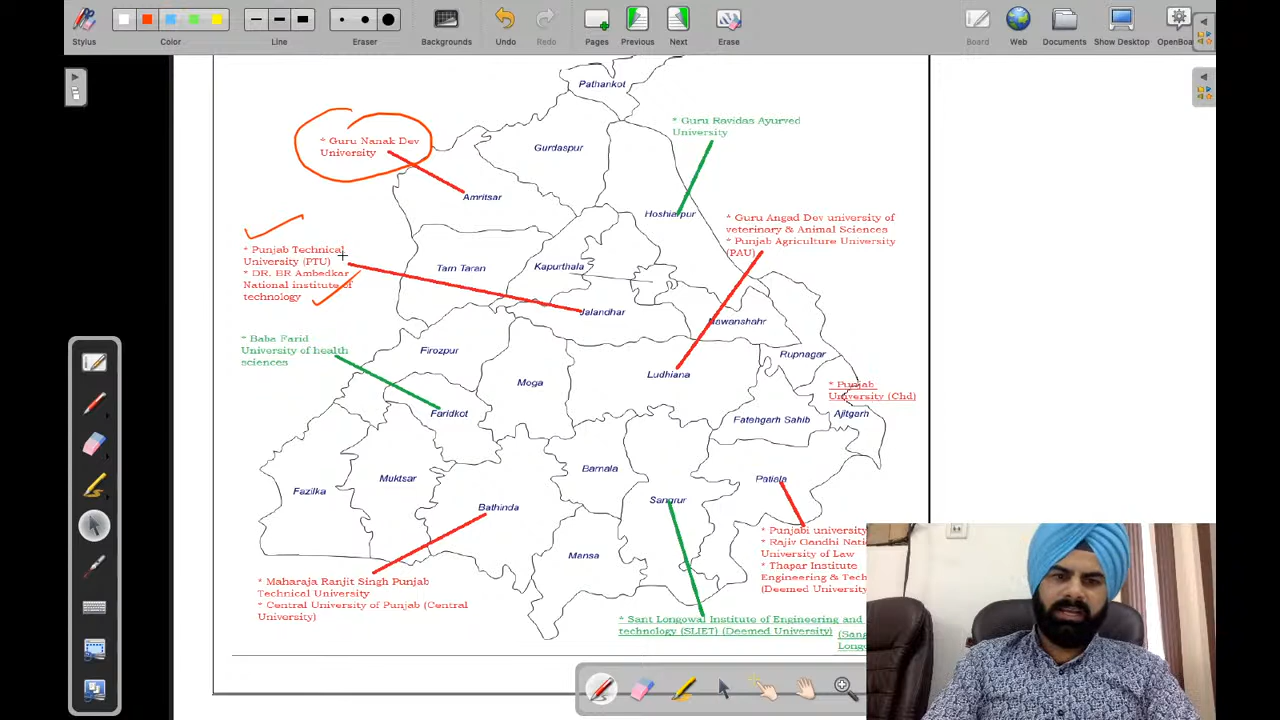 Stylus
Color
Line
Eraser
Backgrounds
Undo
Redo
Pages
Previous
Next
Erase
Board
Web
Documents
Show Desktop
Pathankot
* Guru Ravidas Ayurved
University
* Guru Nanak Dev
University
Gurdaspur
Amritsar
Hoshiarpur
* Guru Angad Dev university of
veterinary & Animal Sciences
* Punjab Agriculture University
(PAU)
* Punjab Technical
University (PTU)
* DR. BR Ambedkar
National institute of
technology
Tarn Taran
Kapurthala
Jalandhar
Nawanshahr
* Baba Farid
University of health
sciences
Firozpur
Moga
Ludhiana
Rupnagar
* Punjab
University (Chd)
Ajitgarh
Faridkot
Fatehgarh Sahib
Fazilka
Muktsar
Bathinda
Barnala
Sangrur
Patiala
Mansa
* Punjabi university
* Rajiv Gandhi Nati
University of Law
* Thapar Institute
Engineering & Tech
(Deemed University
* Maharaja Ranjit Singh Punjab
Technical University
* Central University of Punjab (Central
University)
* Sant Longowal Institute of Engineering and
technology (SLIET) (Deemed University)
(Sang
Longo